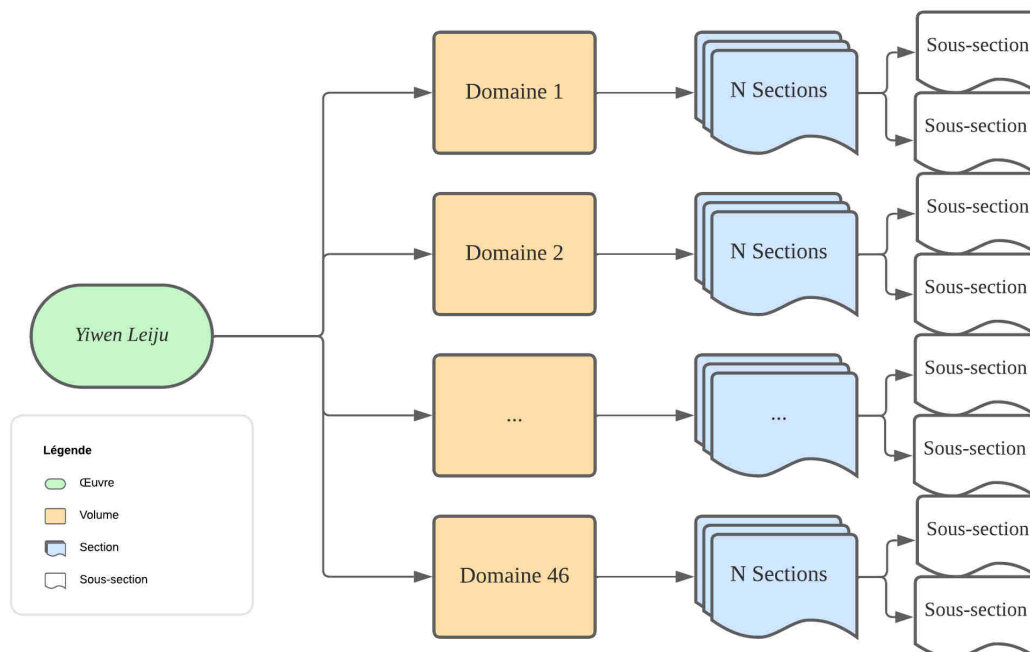 Sous-section
Domaine 1
N Sections
Sous-section
Sous-section
Domaine 2
N Sections
Sous-section
Yiwen Leiju
Sous-section
...
...
Sous-section
Légende
Œuvre
Volume
Section
Sous-section
Sous-section
Domaine 46
N Sections
Sous-section